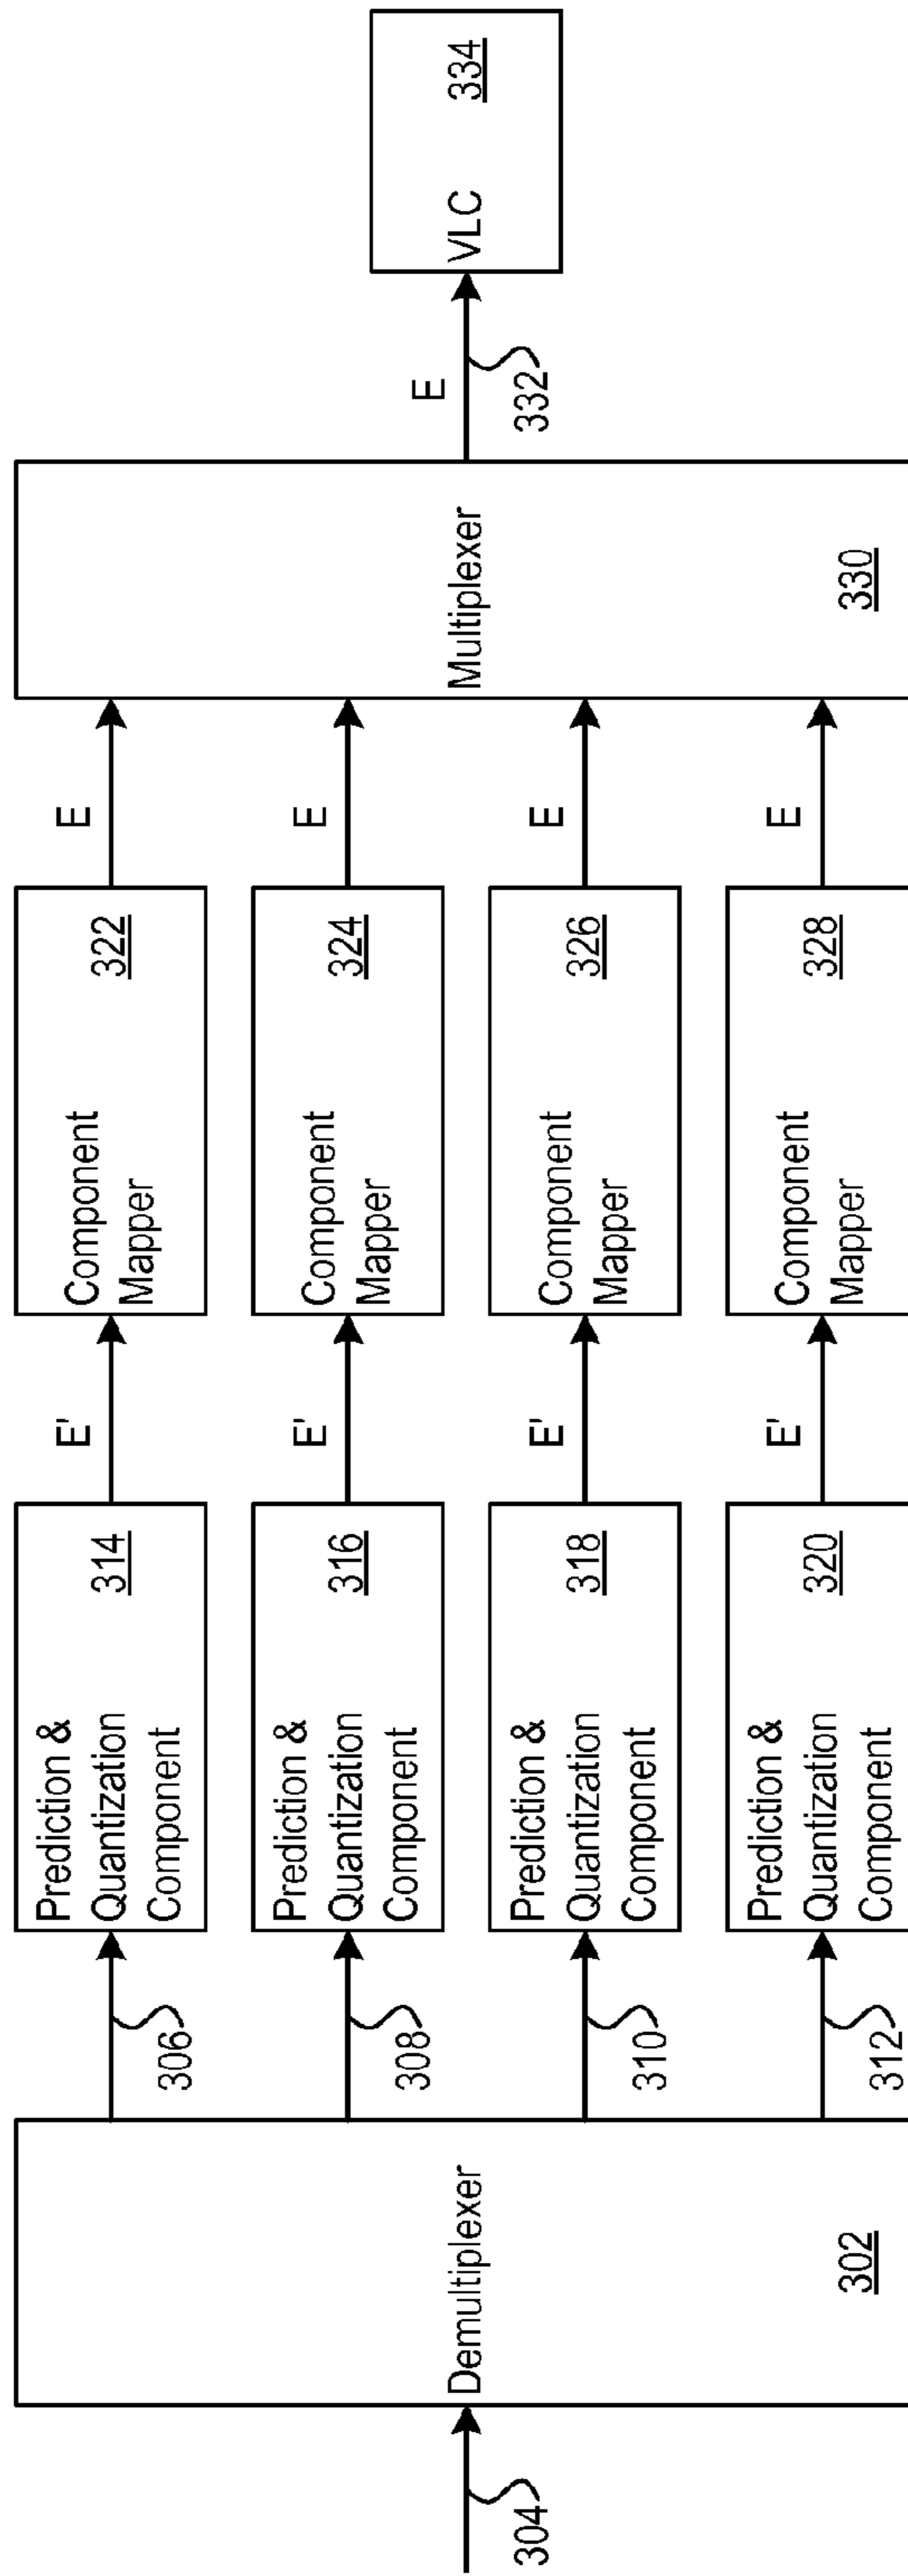 304
Demultiplexer
302
306
308
310
312
Prediction &
Quantization
Component
314
Prediction &
Quantization
Component
316
Prediction &
Quantization
Component
318
Prediction &
Quantization
Component
320
E'
E'
E'
E'
Component
Mapper
322
Component
Mapper
324
Component
Mapper
326
Component
Mapper
328
E
E
E
E
Multiplexer
330
E
332
VLC
334